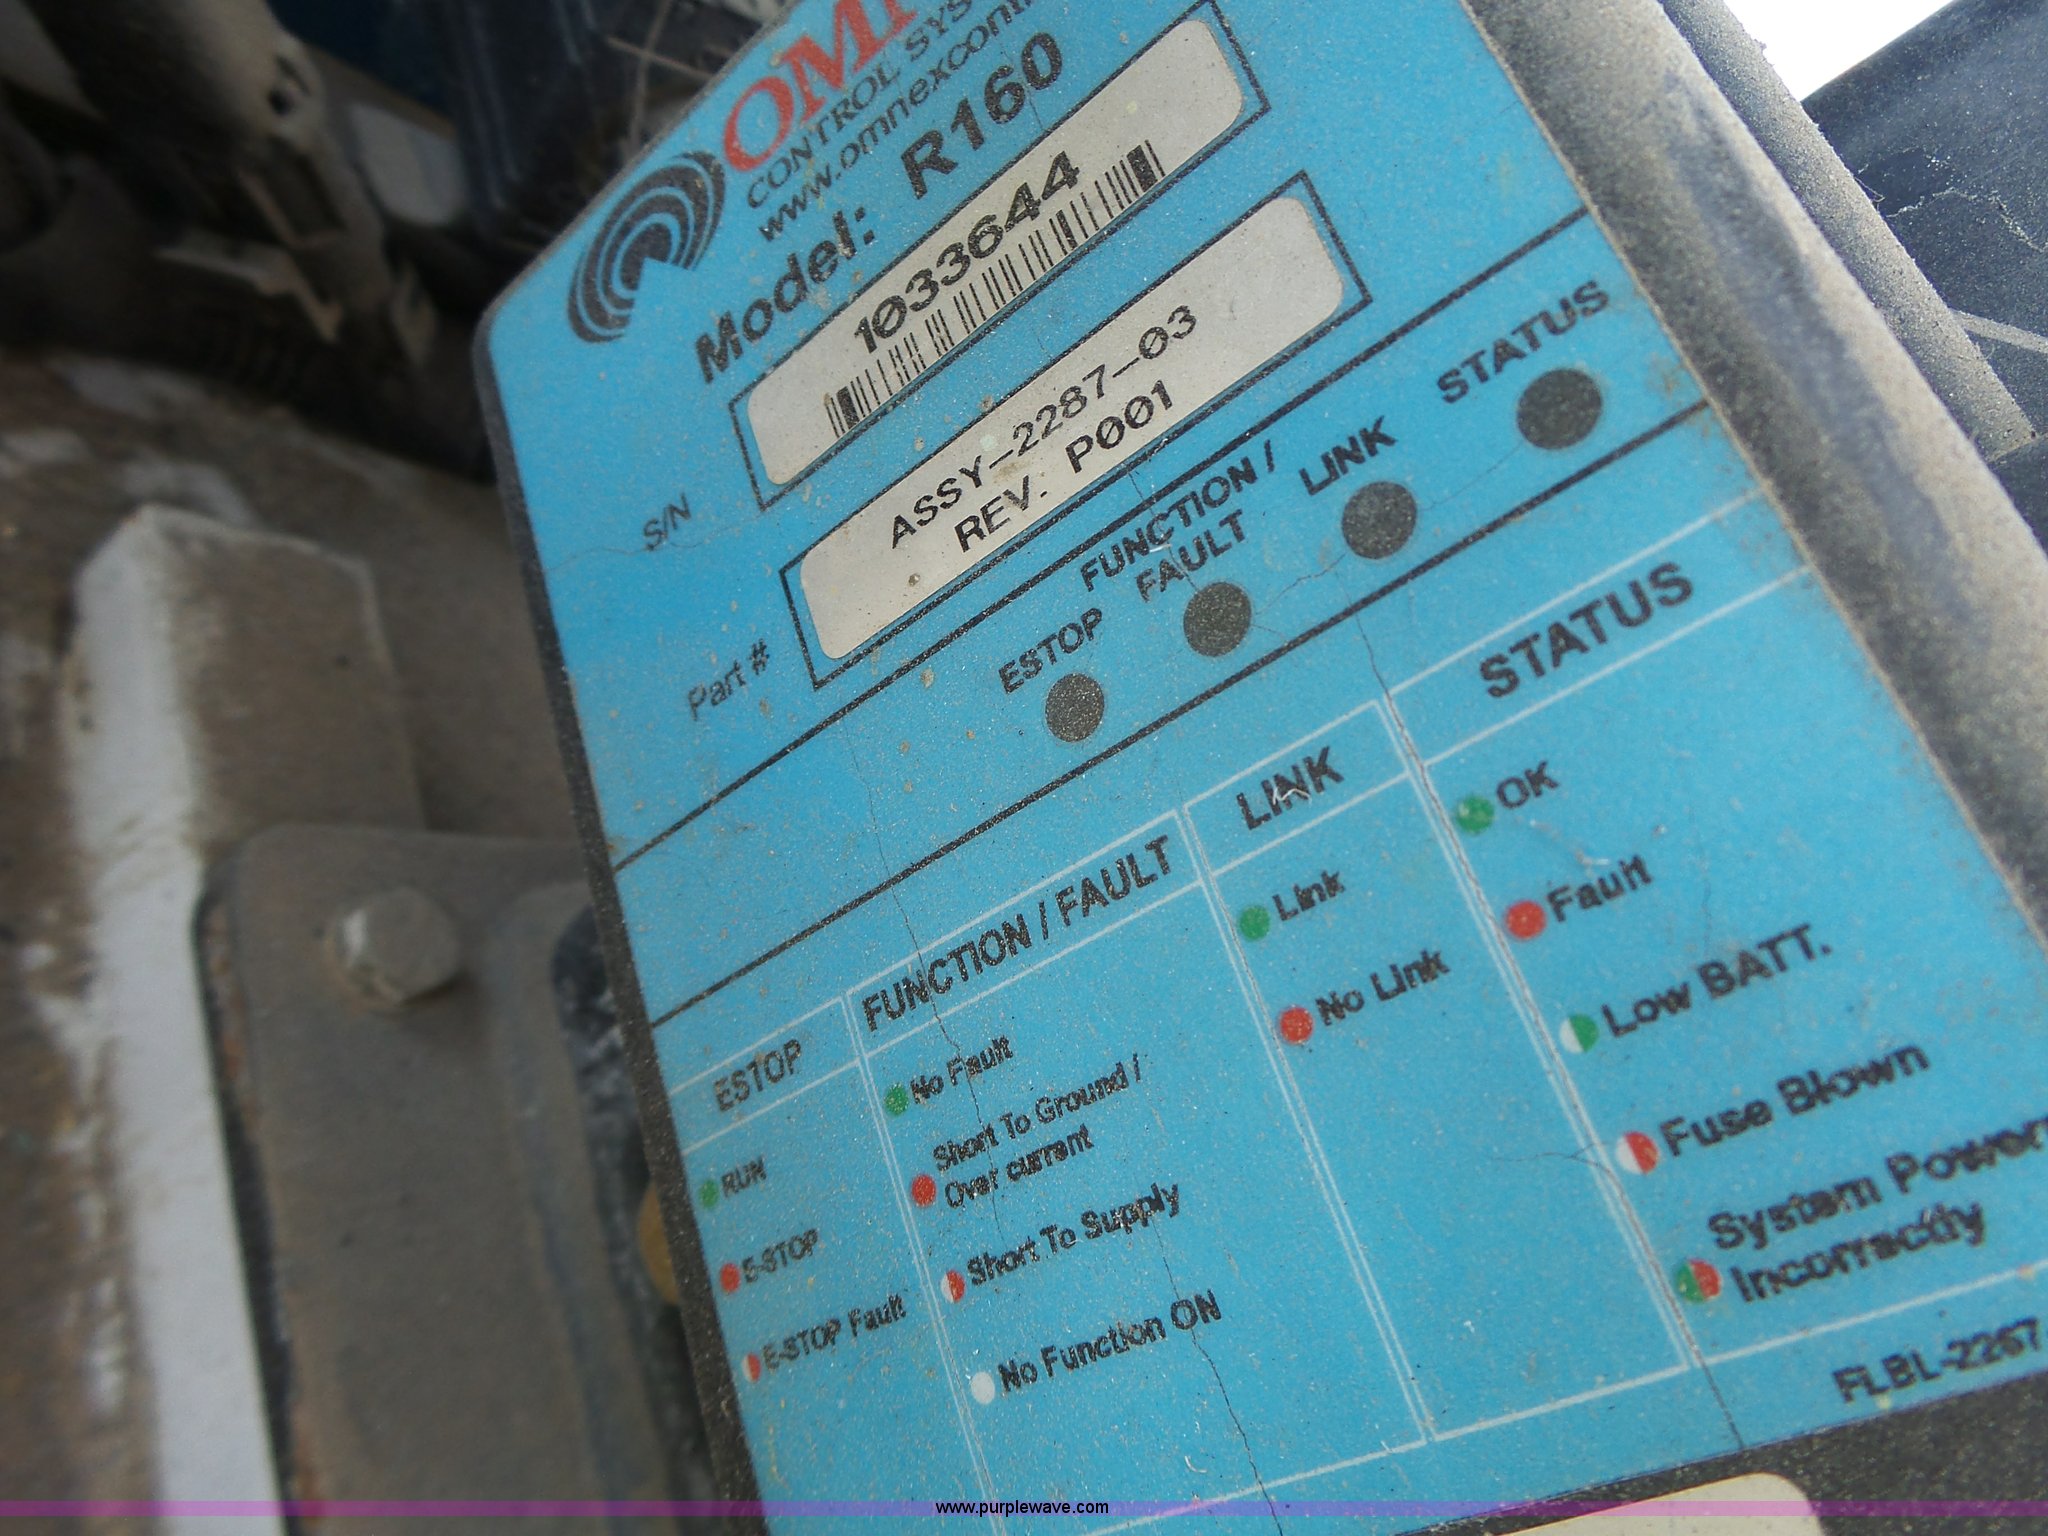 OM
CONTROL SYS
www.omnexcont
Model: R160
S/N
1033644
Part #
ASSY-2287-03
REV. P001
ESTOP
FUNCTION /
FAULT
LINK
STATUS
ESTOP
RUN
E-STOP
E-STOP Fault
FUNCTION / FAULT
No Fault
Short To Ground /
Over current
Short To Supply
No Function ON
LINK
Link
No Link
STATUS
OK
Fault
Low BATT.
Fuse Blown
System Power
Incorrectly
FLBL-2267
www.purplewave.com